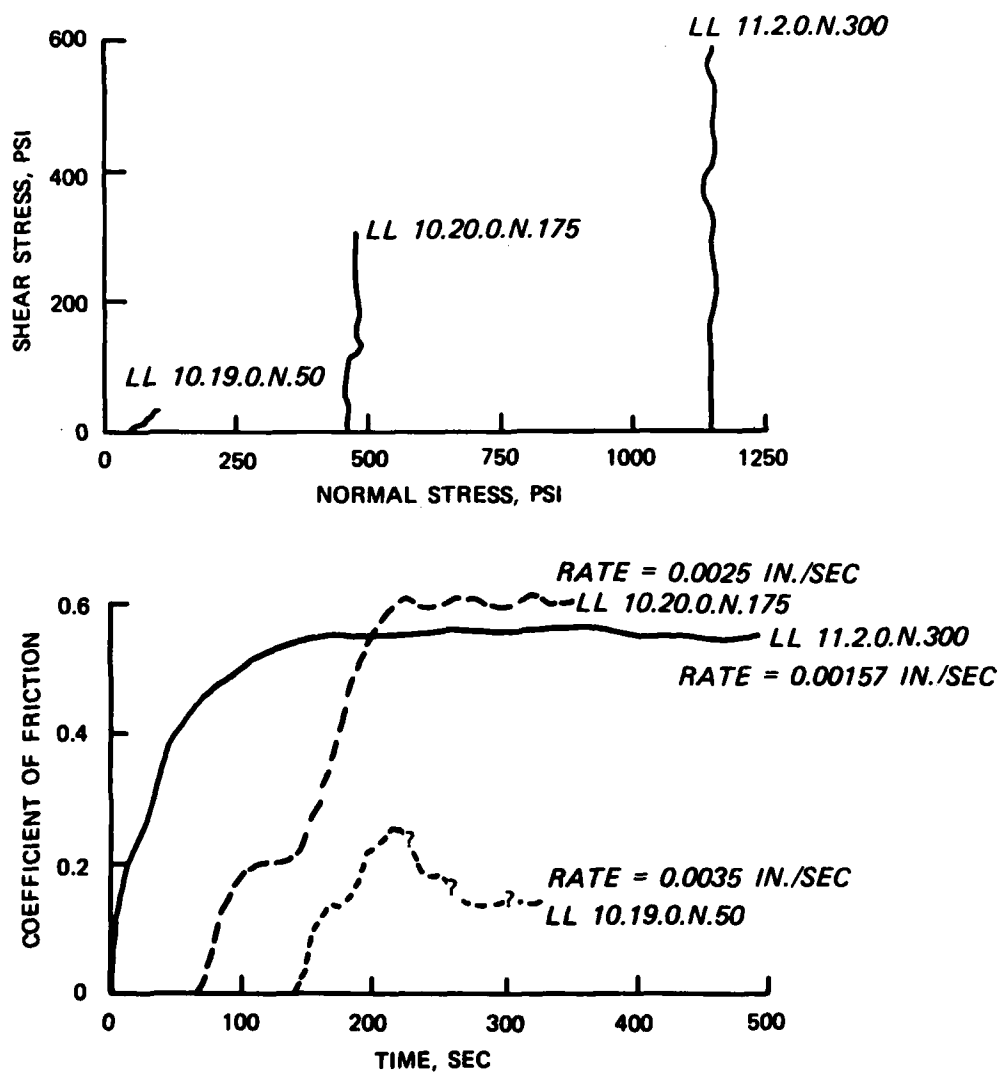 LL 11.2.0.N.300
600
400
200
0
SHEAR STRESS, PSI
LL 10.20.0.N.175
LL 10.19.0.N.50
0
250
500
750
1000
1250
NORMAL STRESS, PSI
RATE = 0.0025 IN./SEC
LL 10.20.0.N.175
LL 11.2.0.N.300
RATE = 0.00157 IN./SEC
0.6
0.4
0.2
0
COEFFICIENT OF FRICTION
?
?
?
RATE = 0.0035 IN./SEC
LL 10.19.0.N.50
0
100
200
300
400
500
TIME, SEC